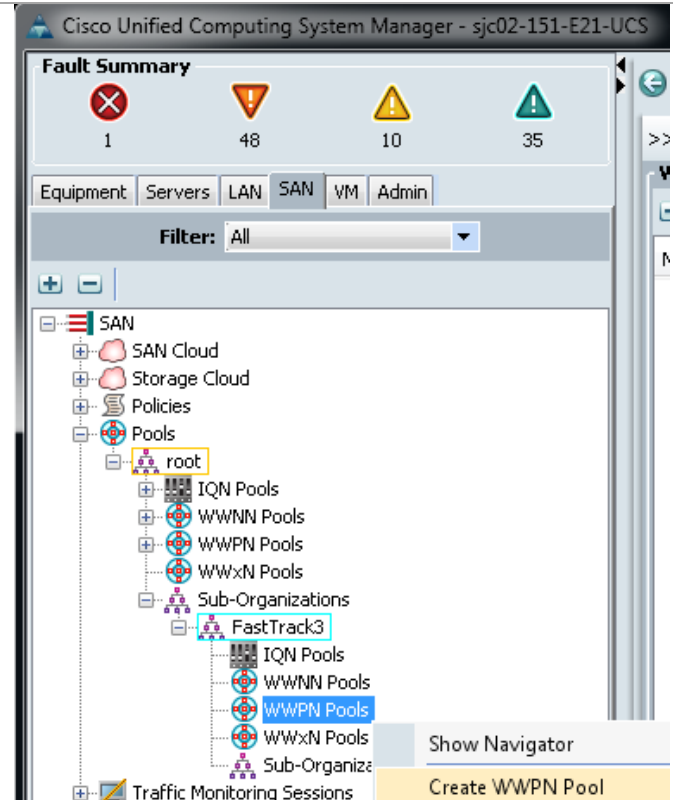 Cisco Unified Computing System Manager - sjc02-151-E21-UCS
Fault Summary
1 48 10 35
>>
Equipment Servers LAN SAN VM Admin
Filter: All
SAN
SAN Cloud
Storage Cloud
Policies
Pools
root
IQN Pools
WWNN Pools
WWPN Pools
WWxN Pools
Sub-Organizations
FastTrack3
IQN Pools
WWNN Pools
WWPN Pools
WWxN Pools
Show Navigator
Sub-Organiza
Create WWPN Pool
Traffic Monitoring Sessions